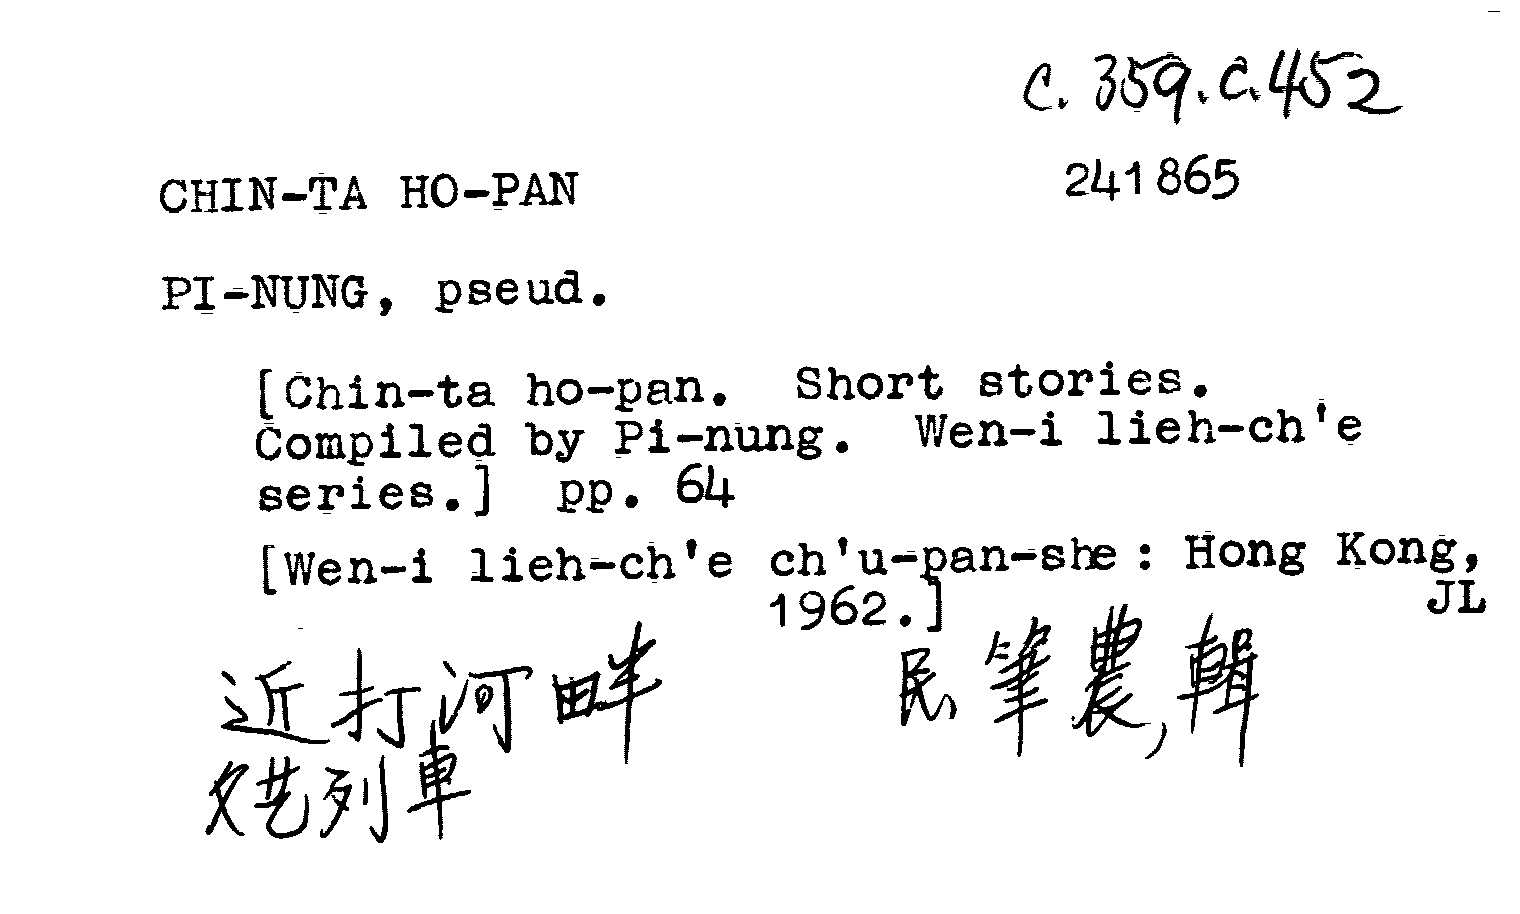 C. 359.C.452
241865
CHIN-TA HO-PAN
PI-NUNG, pseud.
[Chin-ta ho-pan. Short stories.
Compiled by Pi-nung. Wen-i lieh-ch'e
series.] pp. 64
[Wen-i lieh-ch'e ch'u-pan-she: Hong Kong,
1962.] JL
近打河畔 民筆農,輯
文艺列車